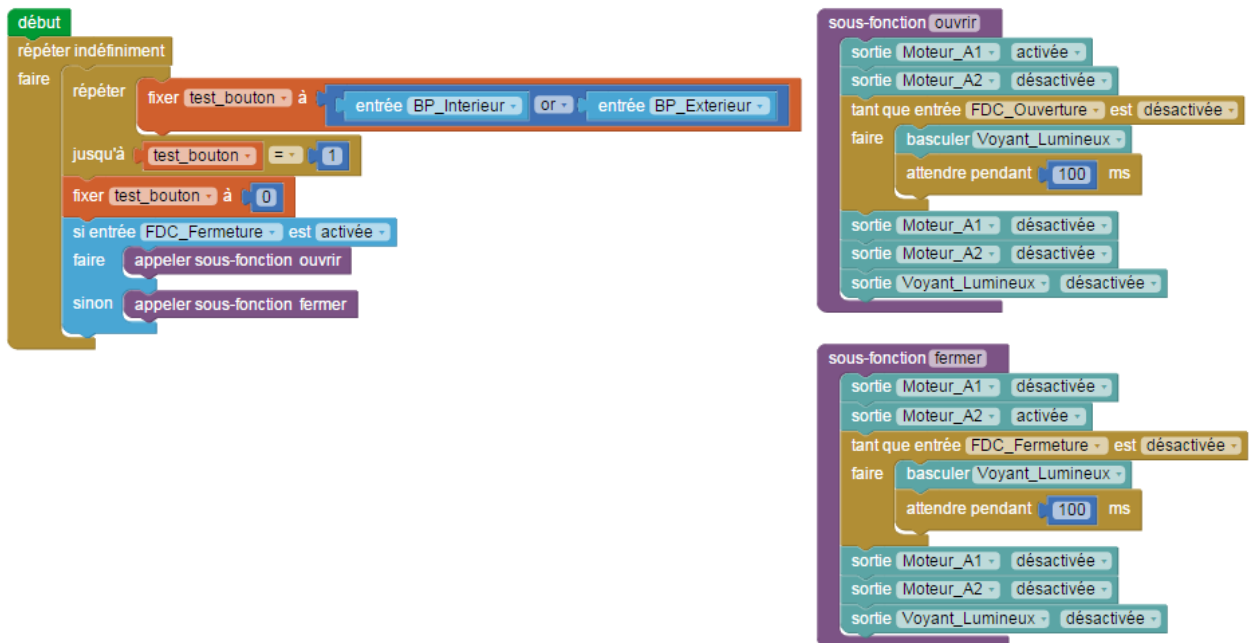 début
répéter indéfiniment
faire
répéter
fixer test_bouton à entrée BP_Interieur or entrée BP_Exterieur
jusqu'à test_bouton = 1
fixer test_bouton à 0
si entrée FDC_Fermeture est activée
faire appeler sous-fonction ouvrir
sinon appeler sous-fonction fermer
sous-fonction ouvrir
sortie Moteur_A1 activée
sortie Moteur_A2 désactivée
tant que entrée FDC_Ouverture est désactivée
faire basculer Voyant_Lumineux
attendre pendant 100 ms
sortie Moteur_A1 désactivée
sortie Moteur_A2 désactivée
sortie Voyant_Lumineux désactivée
sous-fonction fermer
sortie Moteur_A1 désactivée
sortie Moteur_A2 activée
tant que entrée FDC_Fermeture est désactivée
faire basculer Voyant_Lumineux
attendre pendant 100 ms
sortie Moteur_A1 désactivée
sortie Moteur_A2 désactivée
sortie Voyant_Lumineux désactivée